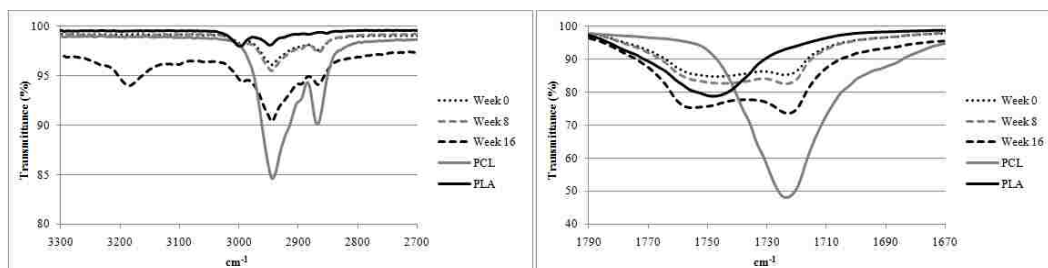 100
95
90
85
80
Transmittance (%)
3300 3200 3100 3000 2900 2800 2700
cm-1
Week 0
Week 8
Week 16
PCL
PLA
100
90
80
70
60
50
40
Transmittance (%)
1790 1770 1750 1730 1710 1690 1670
cm-1
Week 0
Week 8
Week 16
PCL
PLA